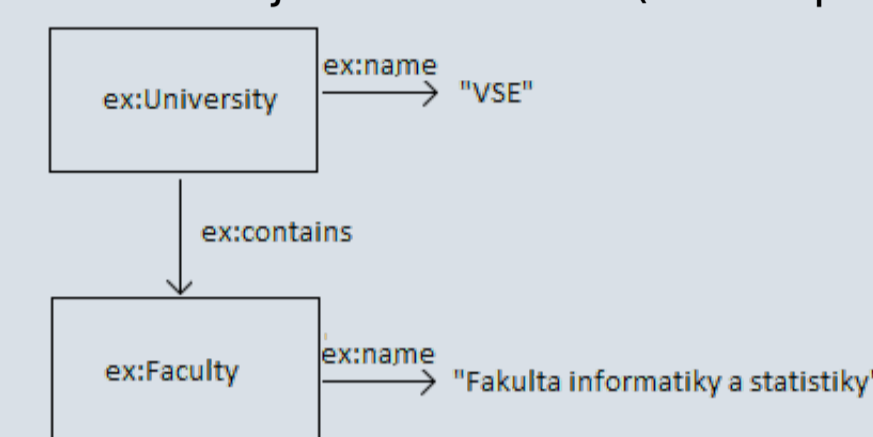 ex:name
ex:University
"VSE"
ex:contains
ex:name
ex:Faculty
"Fakulta informatiky a statistiky"